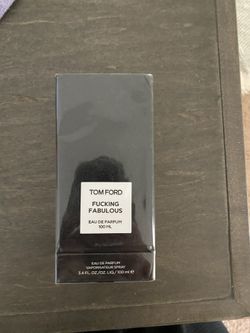 TOM FORD
FUCKING
FABULOUS
EAU DE PARFUM
100 ML
EAU DE PARFUM
VAPORISATEUR SPRAY
3.4 FL.OZ./OZ. LIQ./ 100 ml ℮